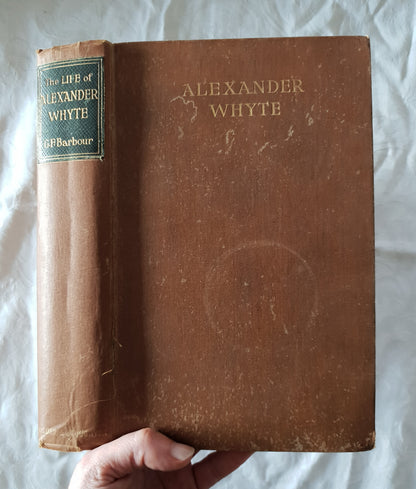 The LIFE of
ALEXANDER
WHYTE
G.F.Barbour
ALEXANDER
WHYTE